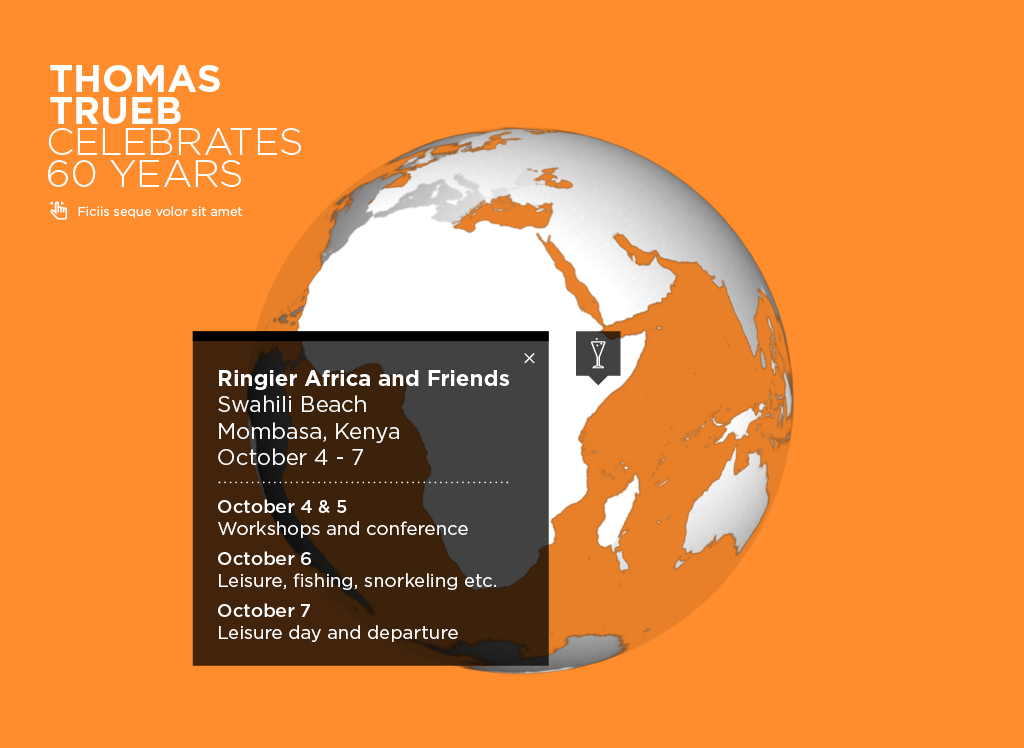 THOMAS
TRUEB
CELEBRATES
60 YEARS
Ficiis seque volor sit amet
Ringier Africa and Friends
Swahili Beach
Mombasa, Kenya
October 4 - 7
October 4 & 5
Workshops and conference
October 6
Leisure, fishing, snorkeling etc.
October 7
Leisure day and departure